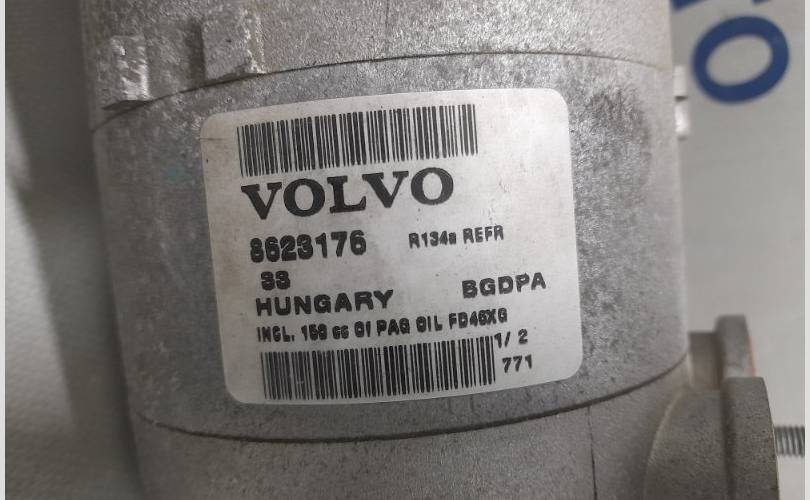 VOLVO
8623176 R134a REFR
33
HUNGARY BGDPA
INCL. 150 cc Of PAG OIL FD46XG
1/2
771